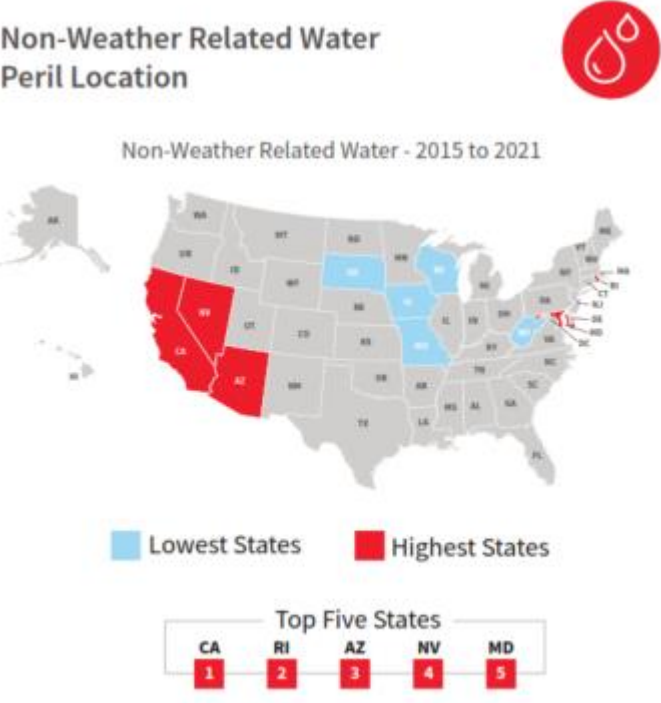 Non-Weather Related Water
Peril Location
Non-Weather Related Water - 2015 to 2021
AK
WA
MT
ND
MN
WI
ME
VT
NH
OR
ID
SD
MI
NY
MA
RI
CT
WY
IA
PA
NJ
NV
NE
IL
IN
OH
DE
UT
CO
MO
WV
VA
MD
DC
CA
KS
KY
HI
AZ
NM
OK
AR
TN
NC
SC
MS
AL
GA
TX
LA
FL
Lowest States
Highest States
Top Five States
CA RI AZ NV MD
1 2 3 4 5